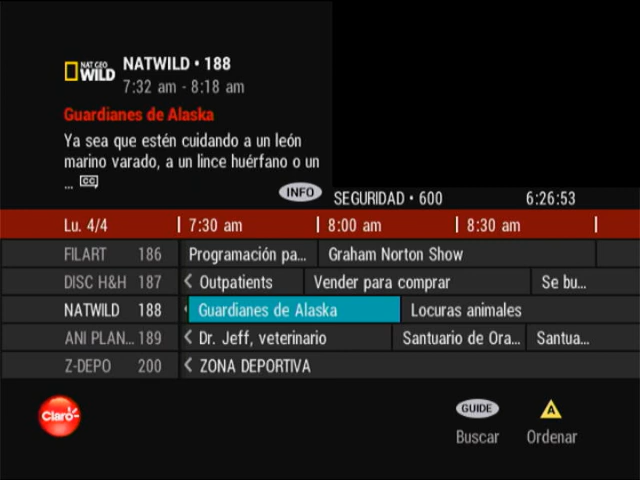 NAT GEO WILD
NATWILD • 188
7:32 am - 8:18 am
Guardianes de Alaska
Ya sea que estén cuidando a un león
marino varado, a un lince huérfano o un
... CC
INFO SEGURIDAD • 600 6:26:53
Lu. 4/4 7:30 am 8:00 am 8:30 am
FILART 186 Programación pa... Graham Norton Show
DISC H&H 187 Outpatients Vender para comprar Se bu...
NATWILD 188 Guardianes de Alaska Locuras animales
ANI PLAN... 189 Dr. Jeff, veterinario Santuario de Ora... Santua...
Z-DEPO 200 ZONA DEPORTIVA
Claro
GUIDE A
Buscar Ordenar